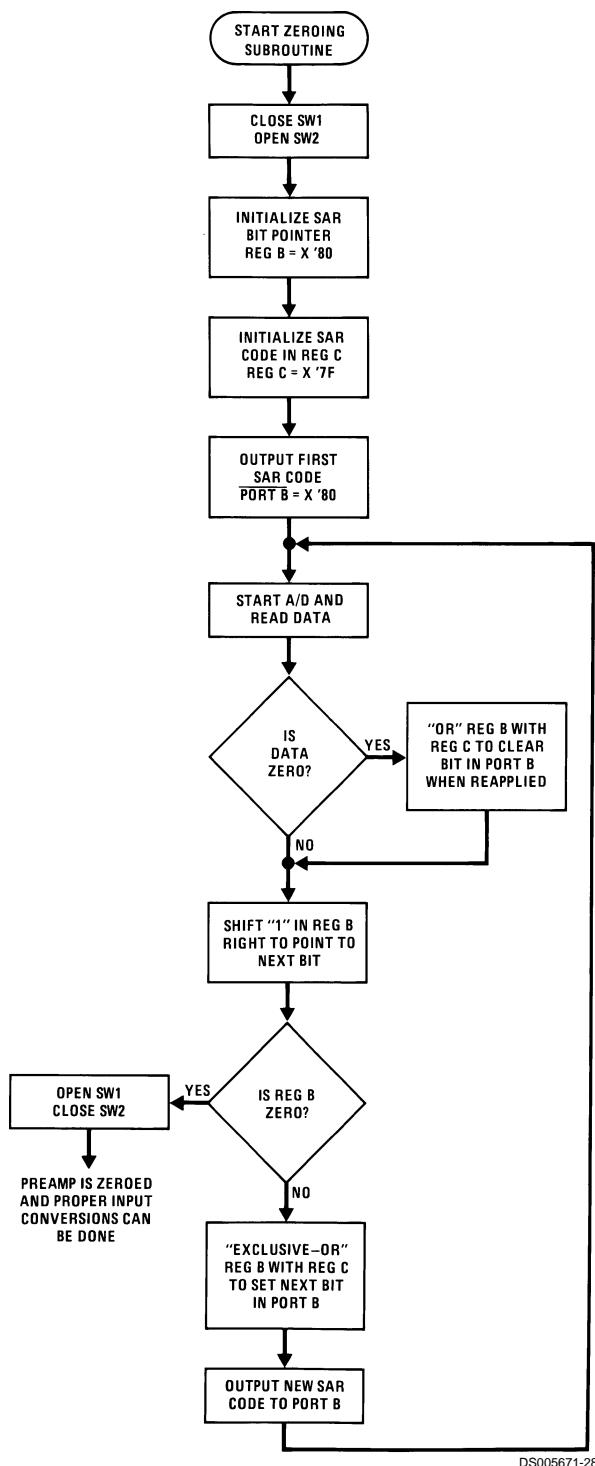 START ZEROING
SUBROUTINE
CLOSE SW1
OPEN SW2
INITIALIZE SAR
BIT POINTER
REG B = X '80
INITIALIZE SAR
CODE IN REG C
REG C = X '7F
OUTPUT FIRST
SAR CODE
PORT B = X '80
START A/D AND
READ DATA
IS
DATA
ZERO?
YES
"OR" REG B WITH
REG C TO CLEAR
BIT IN PORT B
WHEN REAPPLIED
NO
SHIFT "1" IN REG B
RIGHT TO POINT TO
NEXT BIT
IS REG B
ZERO?
YES
OPEN SW1
CLOSE SW2
PREAMP IS ZEROED
AND PROPER INPUT
CONVERSIONS CAN
BE DONE
NO
"EXCLUSIVE–OR"
REG B WITH REG C
TO SET NEXT BIT
IN PORT B
OUTPUT NEW SAR
CODE TO PORT B
DS005671-28